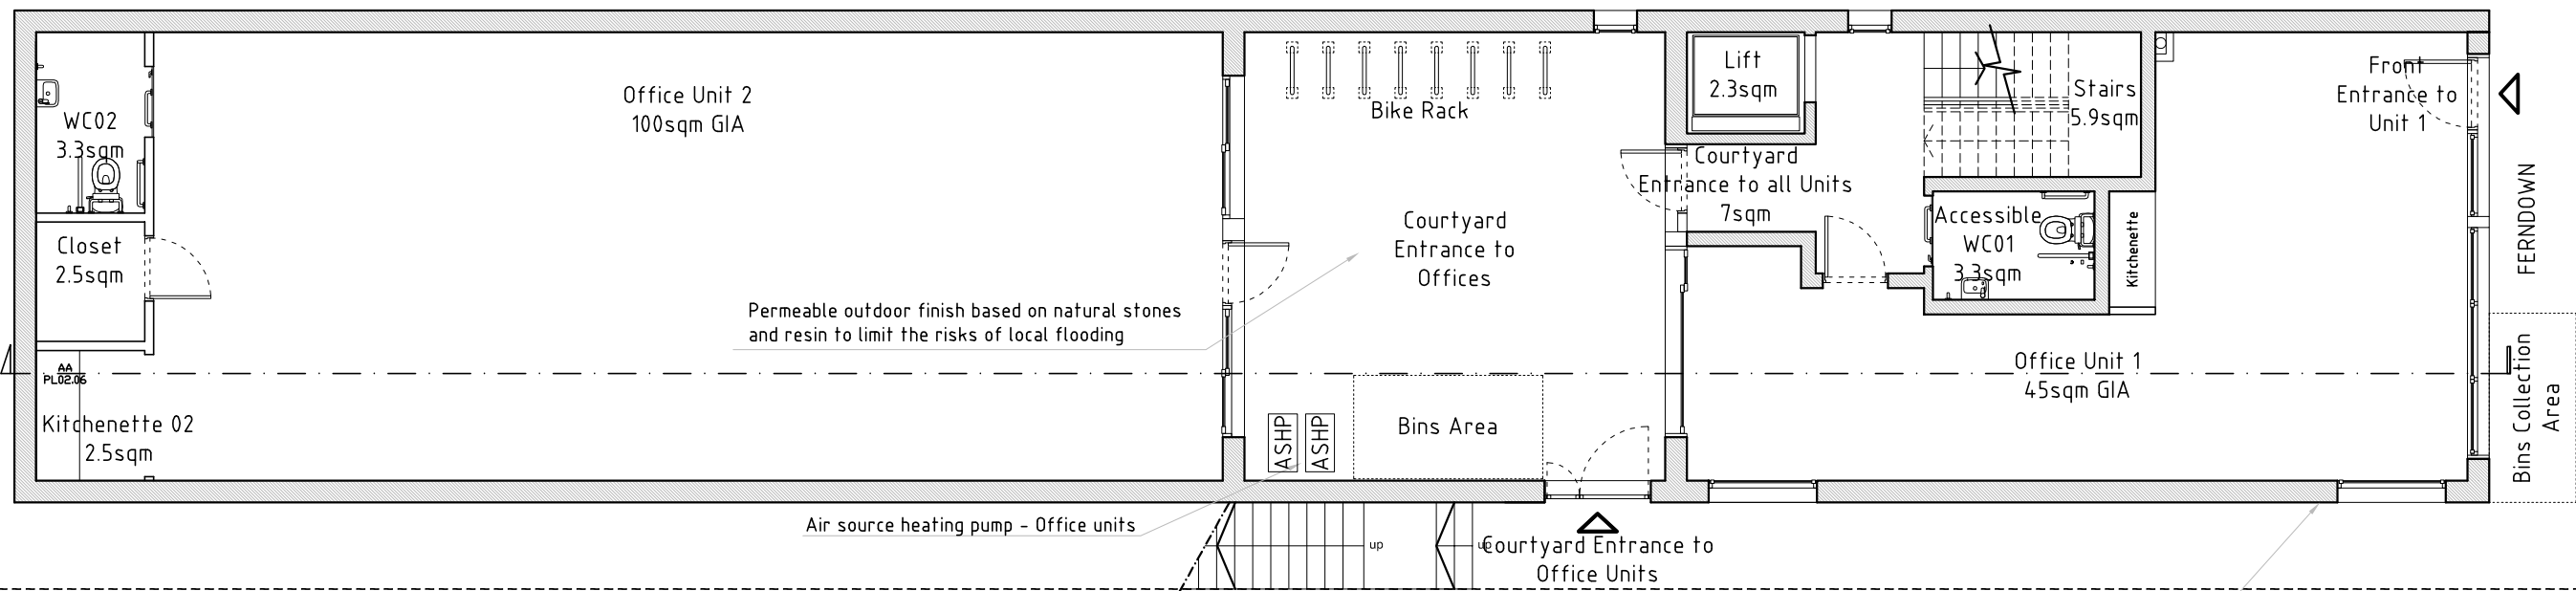 Office Unit 2
100sqm GIA
WC02
3.3sqm
Closet
2.5sqm
AA
PL02.06
Kitchenette 02
2.5sqm
Permeable outdoor finish based on natural stones
and resin to limit the risks of local flooding
Air source heating pump - Office units
Bike Rack
Courtyard
Entrance to
Offices
ASHP
ASHP
Bins Area
up
up
Courtyard Entrance to
Office Units
Lift
2.3sqm
Courtyard
Entrance to all Units
7sqm
Stairs
5.9sqm
Accessible
WC01
3.3sqm
Kitchenette
Office Unit 1
45sqm GIA
Front
Entrance to
Unit 1
FERNDOWN
Bins Collection
Area